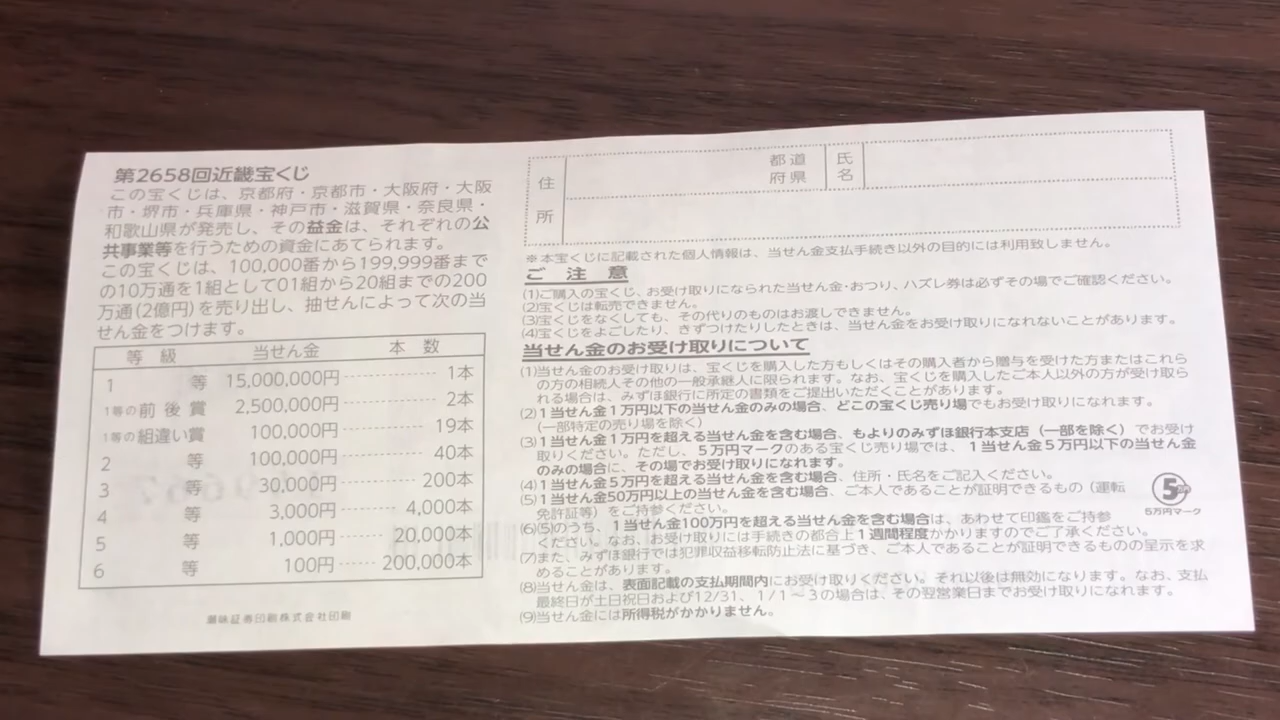 第2658回近畿宝くじ
この宝くじは、京都府・京都市・大阪府・大阪
市・堺市・兵庫県・神戸市・滋賀県・奈良県・
和歌山県が発売し、その益金は、それぞれの公
共事業等を行うための資金にあてられます。
この宝くじは、100,000番から199,999番まで
の10万通を1組として01組から20組までの200
万通(2億円)を売り出し、抽せんによって次の当
せん金をつけます。
等級 当せん金 本数
1等 15,000,000円 1本
1等の前後賞 2,500,000円 2本
1等の組違い賞 100,000円 19本
2等 100,000円 40本
3等 30,000円 200本
4等 3,000円 4,000本
5等 1,000円 20,000本
6等 100円 200,000本
証券印刷株式会社印刷
住所 都道府県 氏名
※本宝くじに記載された個人情報は、当せん金支払手続き以外の目的には利用致しません。
ご注意
(1)ご購入の宝くじ、お受け取りになられた当せん金・おつり、ハズレ券は必ずその場でご確認ください。
(2)宝くじは転売できません。
(3)宝くじをなくしても、その代りのものはお渡しできません。
(4)宝くじをよごしたり、きずつけたりしたときは、当せん金をお受け取りになれないことがあります。
当せん金のお受け取りについて
(1)当せん金のお受け取りは、宝くじを購入した方もしくはその購入者から贈与を受けた方またはこれら
の方の相続人その他の一般承継人に限られます。なお、宝くじを購入したご本人以外の方が受け取ら
れる場合は、みずほ銀行に所定の書類をご提出いただくことがあります。
(2)1当せん金1万円以下の当せん金のみの場合、どこの宝くじ売り場でもお受け取りになれます。
(一部特定の売り場を除く)
(3)1当せん金1万円を超える当せん金を含む場合、もよりのみずほ銀行本支店(一部を除く)でお受け
取りください。ただし、5万円マークのある宝くじ売り場では、1当せん金5万円以下の当せん金
のみの場合に、その場でお受け取りになれます。
(4)1当せん金5万円を超える当せん金を含む場合、住所・氏名をご記入ください。
(5)1当せん金50万円以上の当せん金を含む場合、ご本人であることが証明できるもの(運転
免許証等)をご持参ください。
5万円
5万円マーク
(6)(5)のうち、1当せん金100万円を超える当せん金を含む場合は、あわせて印鑑をご持参
ください。なお、お受け取りには手続きの都合上1週間程度かかりますのでご了承ください。
(7)また、みずほ銀行では犯罪収益移転防止法に基づき、ご本人であることが証明できるものの呈示を求
めることがあります。
(8)当せん金は、表面記載の支払期間内にお受け取りください。それ以後は無効になります。なお、支払
最終日が土日祝日および12/31、1/1～3の場合は、その翌営業日までお受け取りになれます。
(9)当せん金には所得税がかかりません。